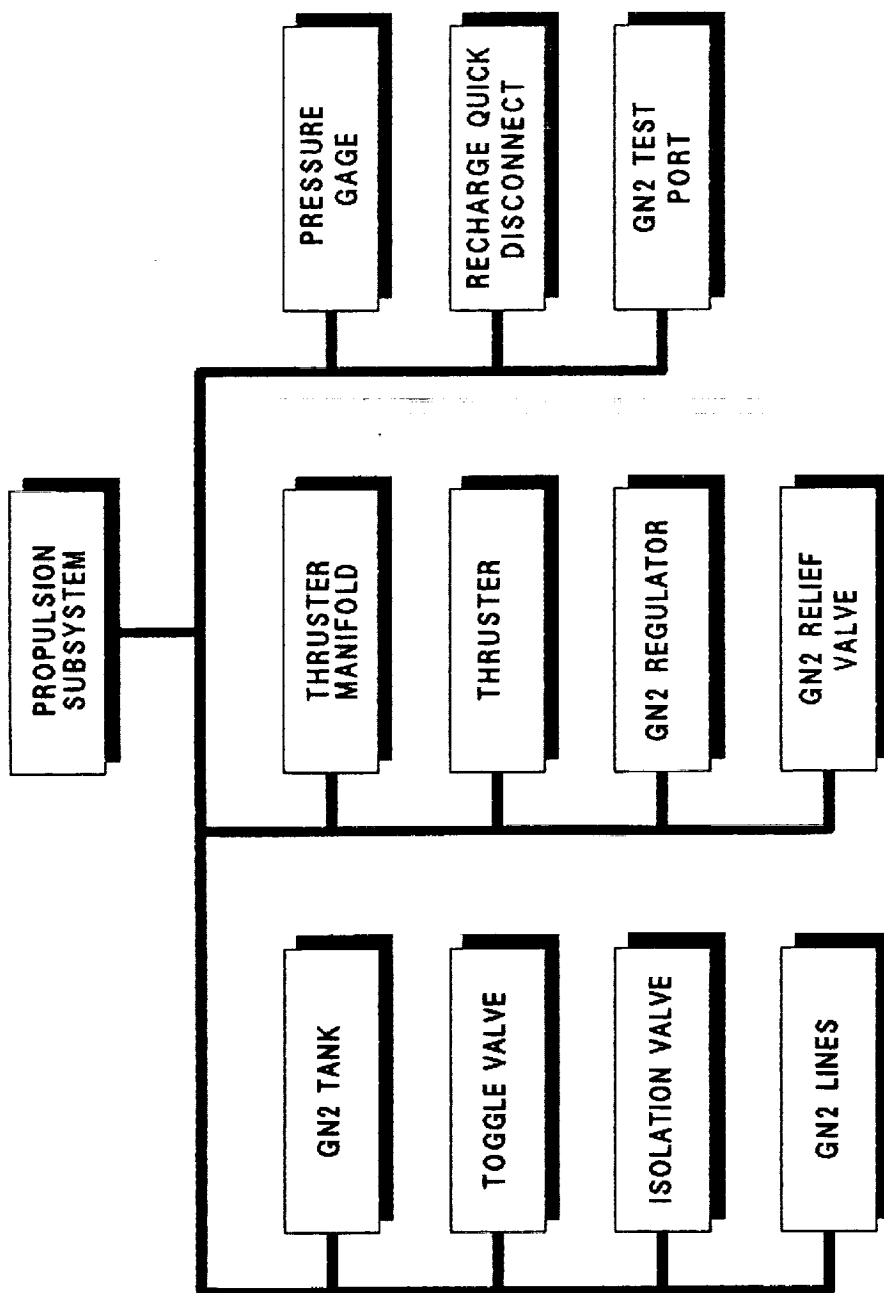 PROPULSION
SUBSYSTEM
GN2 TANK
TOGGLE VALVE
ISOLATION VALVE
GN2 LINES
THRUSTER
MANIFOLD
THRUSTER
GN2 REGULATOR
GN2 RELIEF
VALVE
PRESSURE
GAGE
RECHARGE QUICK
DISCONNECT
GN2 TEST
PORT